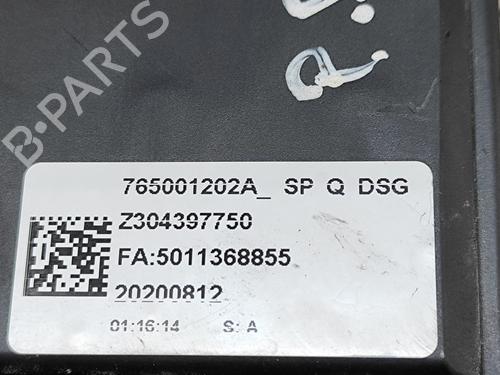 B-PARTS
765001202A_ SP Q DSG
Z304397750
FA:5011368855
20200812
01:16:14 S: A